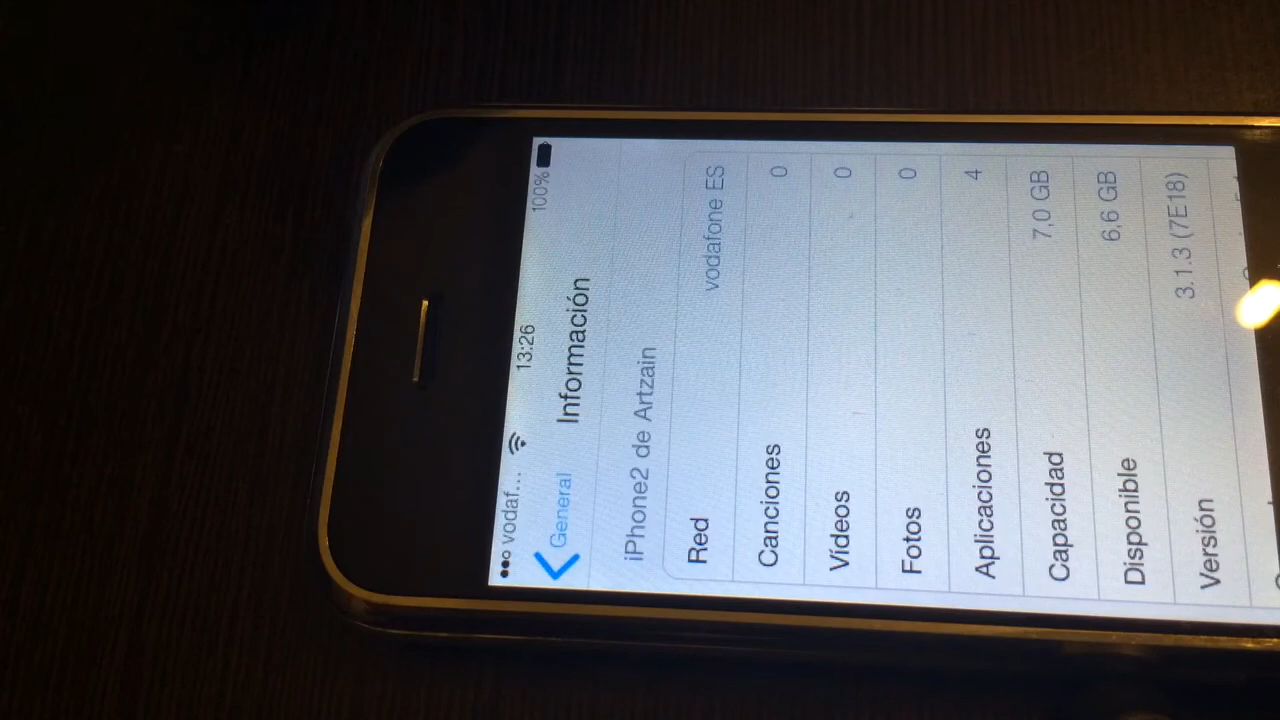 ●●○ vodaf... 13:26 100%
General Información
iPhone2 de Artzain
Red vodafone ES
Canciones 0
Vídeos 0
Fotos 0
Aplicaciones 4
Capacidad 7,0 GB
Disponible 6,6 GB
Versión 3.1.3 (7E18)